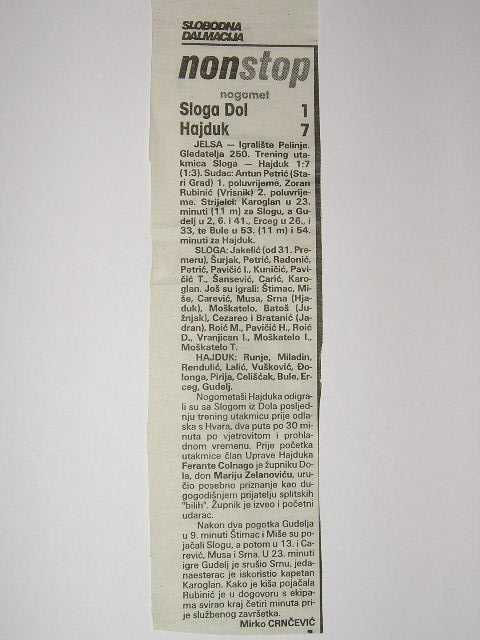 SLOBODNA
DALMACIJA
nonstop
nogomet
Sloga Dol 1
Hajduk 7
JELSA — Igralište Pelinje.
Gledatelja 250. Trening uta-
kmica Sloga — Hajduk 1:7
(1:3). Sudac: Antun Petrić (Sta-
ri Grad) 1. poluvrijeme, Zoran
Rubinić (Vrisnik) 2. poluvrije-
me. Strijelci: Karoglan u 23.
minuti (11 m) za Slogu, a Gu-
delj u 2, 6. i 41., Erceg u 26., i
33, te Bule u 53. (11 m) i 54.
minuti za Hajduk.
SLOGA: Jakelić (od 31. Pre-
meru), Šurjak, Petrić, Radonić,
Petrić, Pavičić I., Kuničić, Pavi-
čić T., Šansević, Carić, Karo-
glan. Još su igrali: Štimac, Mi-
še, Carević, Musa, Srna (Haj-
duk), Moškatelo, Batoš (Ju-
žnjak), Cezareo i Bratanić (Ja-
dran), Roić M., Pavičić H., Roić
D., Vranjican I., Moškatelo I.,
Moškatelo T.
HAJDUK: Runje, Miladin,
Rendulić, Lalić, Vušković, Đo-
longa, Pirija, Celišćak, Bule, Er-
ceg, Gudelj.
Nogometaši Hajduka odigra-
li su sa Slogom iz Dola posljed-
nju trening utakmicu prije odla-
ska s Hvara, dva puta po 30 mi-
nuta po vjetrovitom i prohla-
dnom vremenu. Prije početka
utakmice član Uprave Hajduka
Ferante Colnago je župniku Do-
la, don Mariju Zelanoviću, uru-
čio posebno priznanje kao du-
gogodišnjem prijatelju splitskih
"bilih". Župnik je izveo i početni
udarac.
Nakon dva pogotka Gudelja
u 9. minuti Štimac i Miše su po-
jačali Slogu, a potom u 13. i Ca-
rević, Musa i Srna. U 23. minuti
igre Gudelj je srušio Srnu, jeda-
naesterac je iskoristio kapetan
Karoglan. Kako je kiša pojačala
Rubinić je u dogovoru s ekipa-
ma svirao kraj četiri minuta pri-
je službenog završetka.
Mirko CRNČEVIĆ